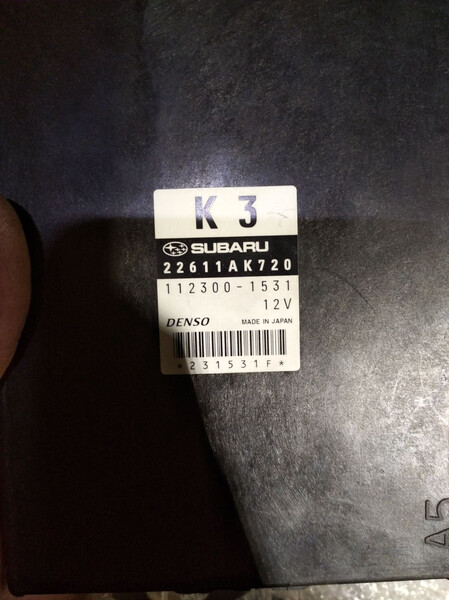 K 3
SUBARU
22611AK720
112300-1531
12V
DENSO MADE IN JAPAN
*231531F*
A5